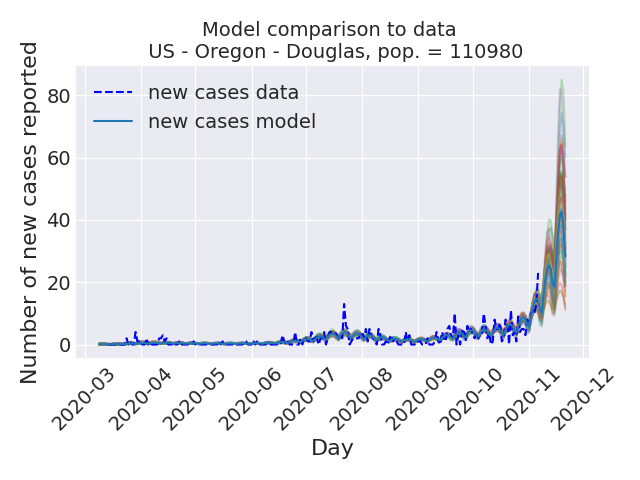 Model comparison to data
US - Oregon - Douglas, pop. = 110980
Number of new cases reported
80
60
40
20
0
new cases data
new cases model
2020-03
2020-04
2020-05
2020-06
2020-07
2020-08
2020-09
2020-10
2020-11
2020-12
Day